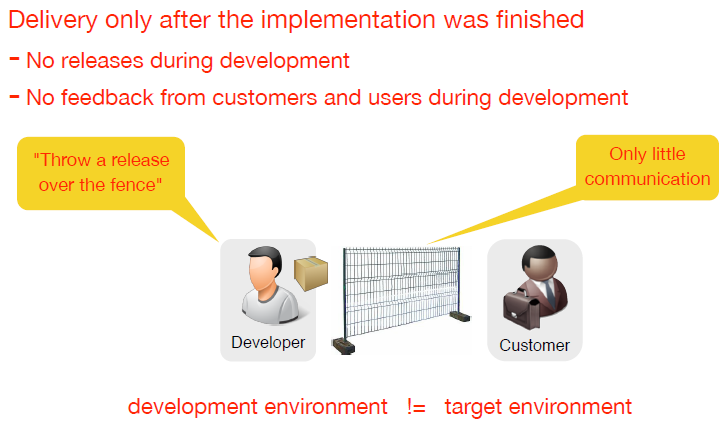 Delivery only after the implementation was finished
- No releases during development
- No feedback from customers and users during development
"Throw a release
over the fence"
Only little
communication
Developer
Customer
development environment != target environment